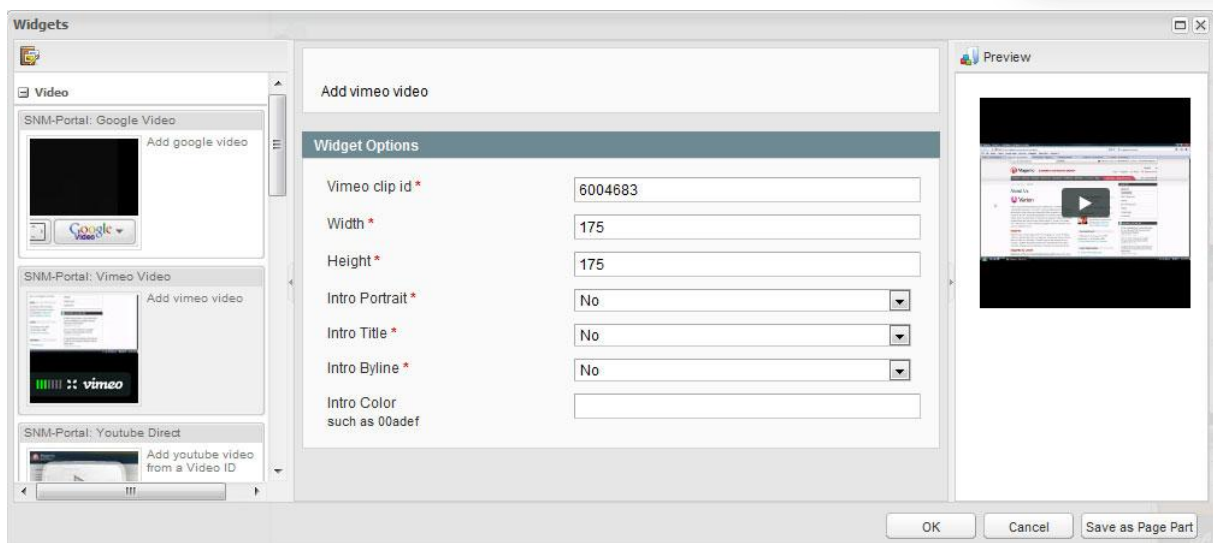 Widgets
Video
SNM-Portal: Google Video
Add google video
Google
Video
SNM-Portal: Vimeo Video
Add vimeo video
vimeo
SNM-Portal: Youtube Direct
Add youtube video
from a Video ID
Add vimeo video
Widget Options
Vimeo clip id *
6004683
Width *
175
Height *
175
Intro Portrait *
No
Intro Title *
No
Intro Byline *
No
Intro Color
such as 00adef
Preview
OK
Cancel
Save as Page Part